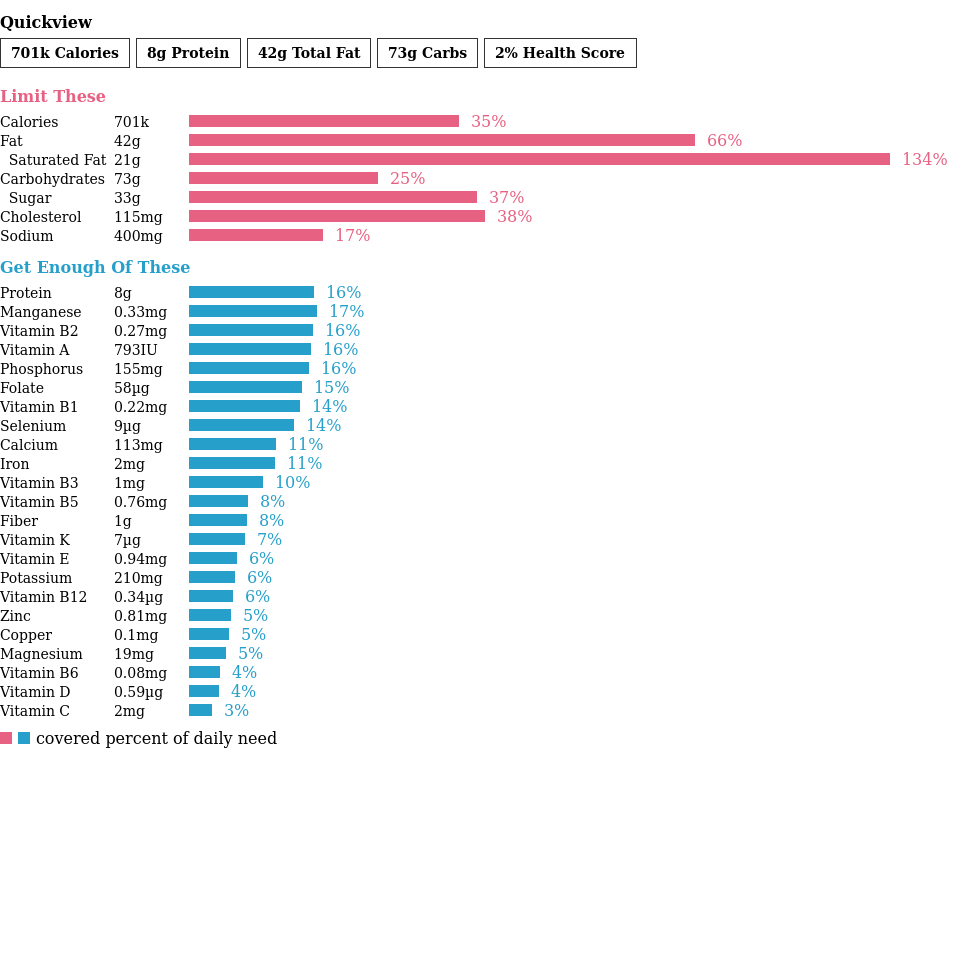 Quickview
701k Calories 8g Protein 42g Total Fat 73g Carbs 2% Health Score
Limit These
Calories 701k 35%
Fat 42g 66%
Saturated Fat 21g 134%
Carbohydrates 73g 25%
Sugar 33g 37%
Cholesterol 115mg 38%
Sodium 400mg 17%
Get Enough Of These
Protein 8g 16%
Manganese 0.33mg 17%
Vitamin B2 0.27mg 16%
Vitamin A 793IU 16%
Phosphorus 155mg 16%
Folate 58µg 15%
Vitamin B1 0.22mg 14%
Selenium 9µg 14%
Calcium 113mg 11%
Iron 2mg 11%
Vitamin B3 1mg 10%
Vitamin B5 0.76mg 8%
Fiber 1g 8%
Vitamin K 7µg 7%
Vitamin E 0.94mg 6%
Potassium 210mg 6%
Vitamin B12 0.34µg 6%
Zinc 0.81mg 5%
Copper 0.1mg 5%
Magnesium 19mg 5%
Vitamin B6 0.08mg 4%
Vitamin D 0.59µg 4%
Vitamin C 2mg 3%
covered percent of daily need